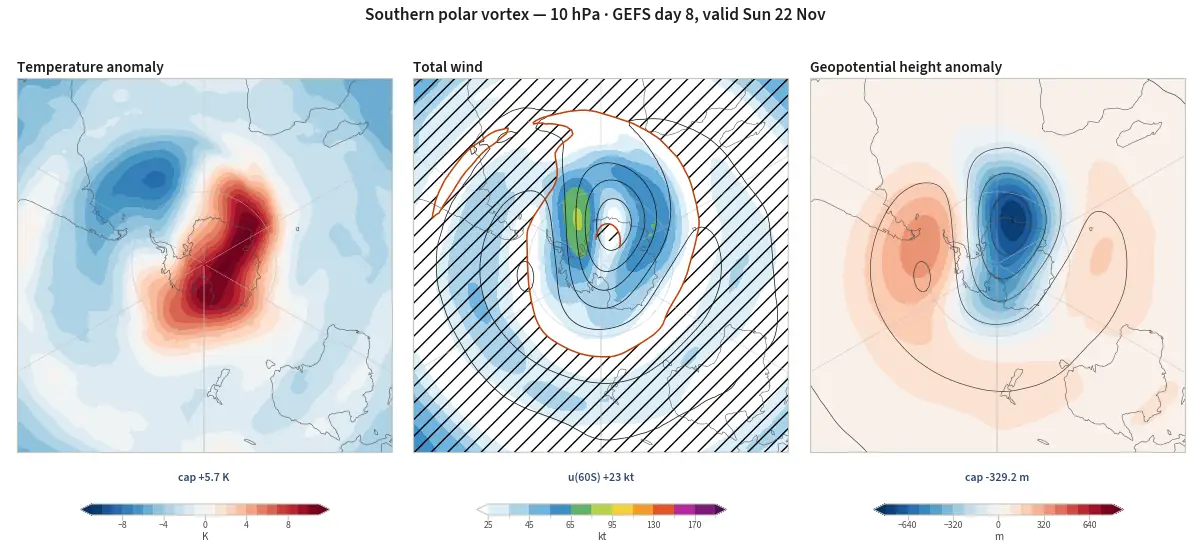 Southern polar vortex — 10 hPa · GEFS day 8, valid Sun 22 Nov
Temperature anomaly
Total wind
Geopotential height anomaly
cap +5.7 K
u(60S) +23 kt
cap -329.2 m
−8 −4 0 4 8
K
25 45 65 95 130 170
kt
−640 −320 0 320 640
m